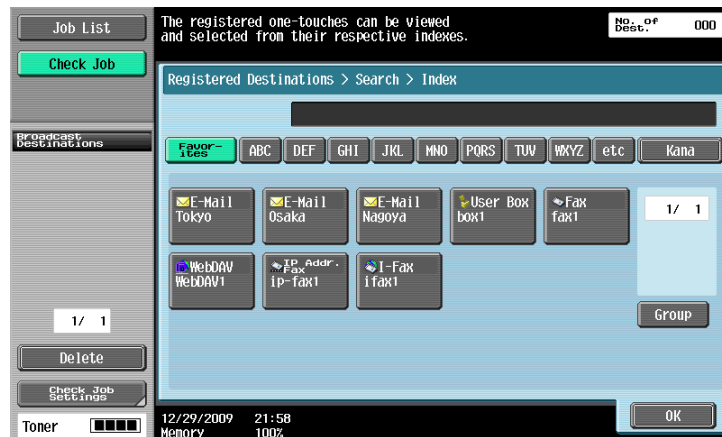 Job List
Check Job
Broadcast
Destinations
1/ 1
Delete
Check Job
Settings
Toner
The registered one-touches can be viewed
and selected from their respective indexes.
No. of
Dest.
000
Registered Destinations > Search > Index
Favor-
ites
ABC
DEF
GHI
JKL
MNO
PQRS
TUV
WXYZ
etc
Kana
E-Mail
Tokyo
E-Mail
Osaka
E-Mail
Nagoya
User Box
box1
Fax
fax1
1/ 1
WebDAV
WebDAV1
IP Addr.
Fax
ip-fax1
I-Fax
ifax1
Group
OK
12/29/2009 21:58
Memory 100%